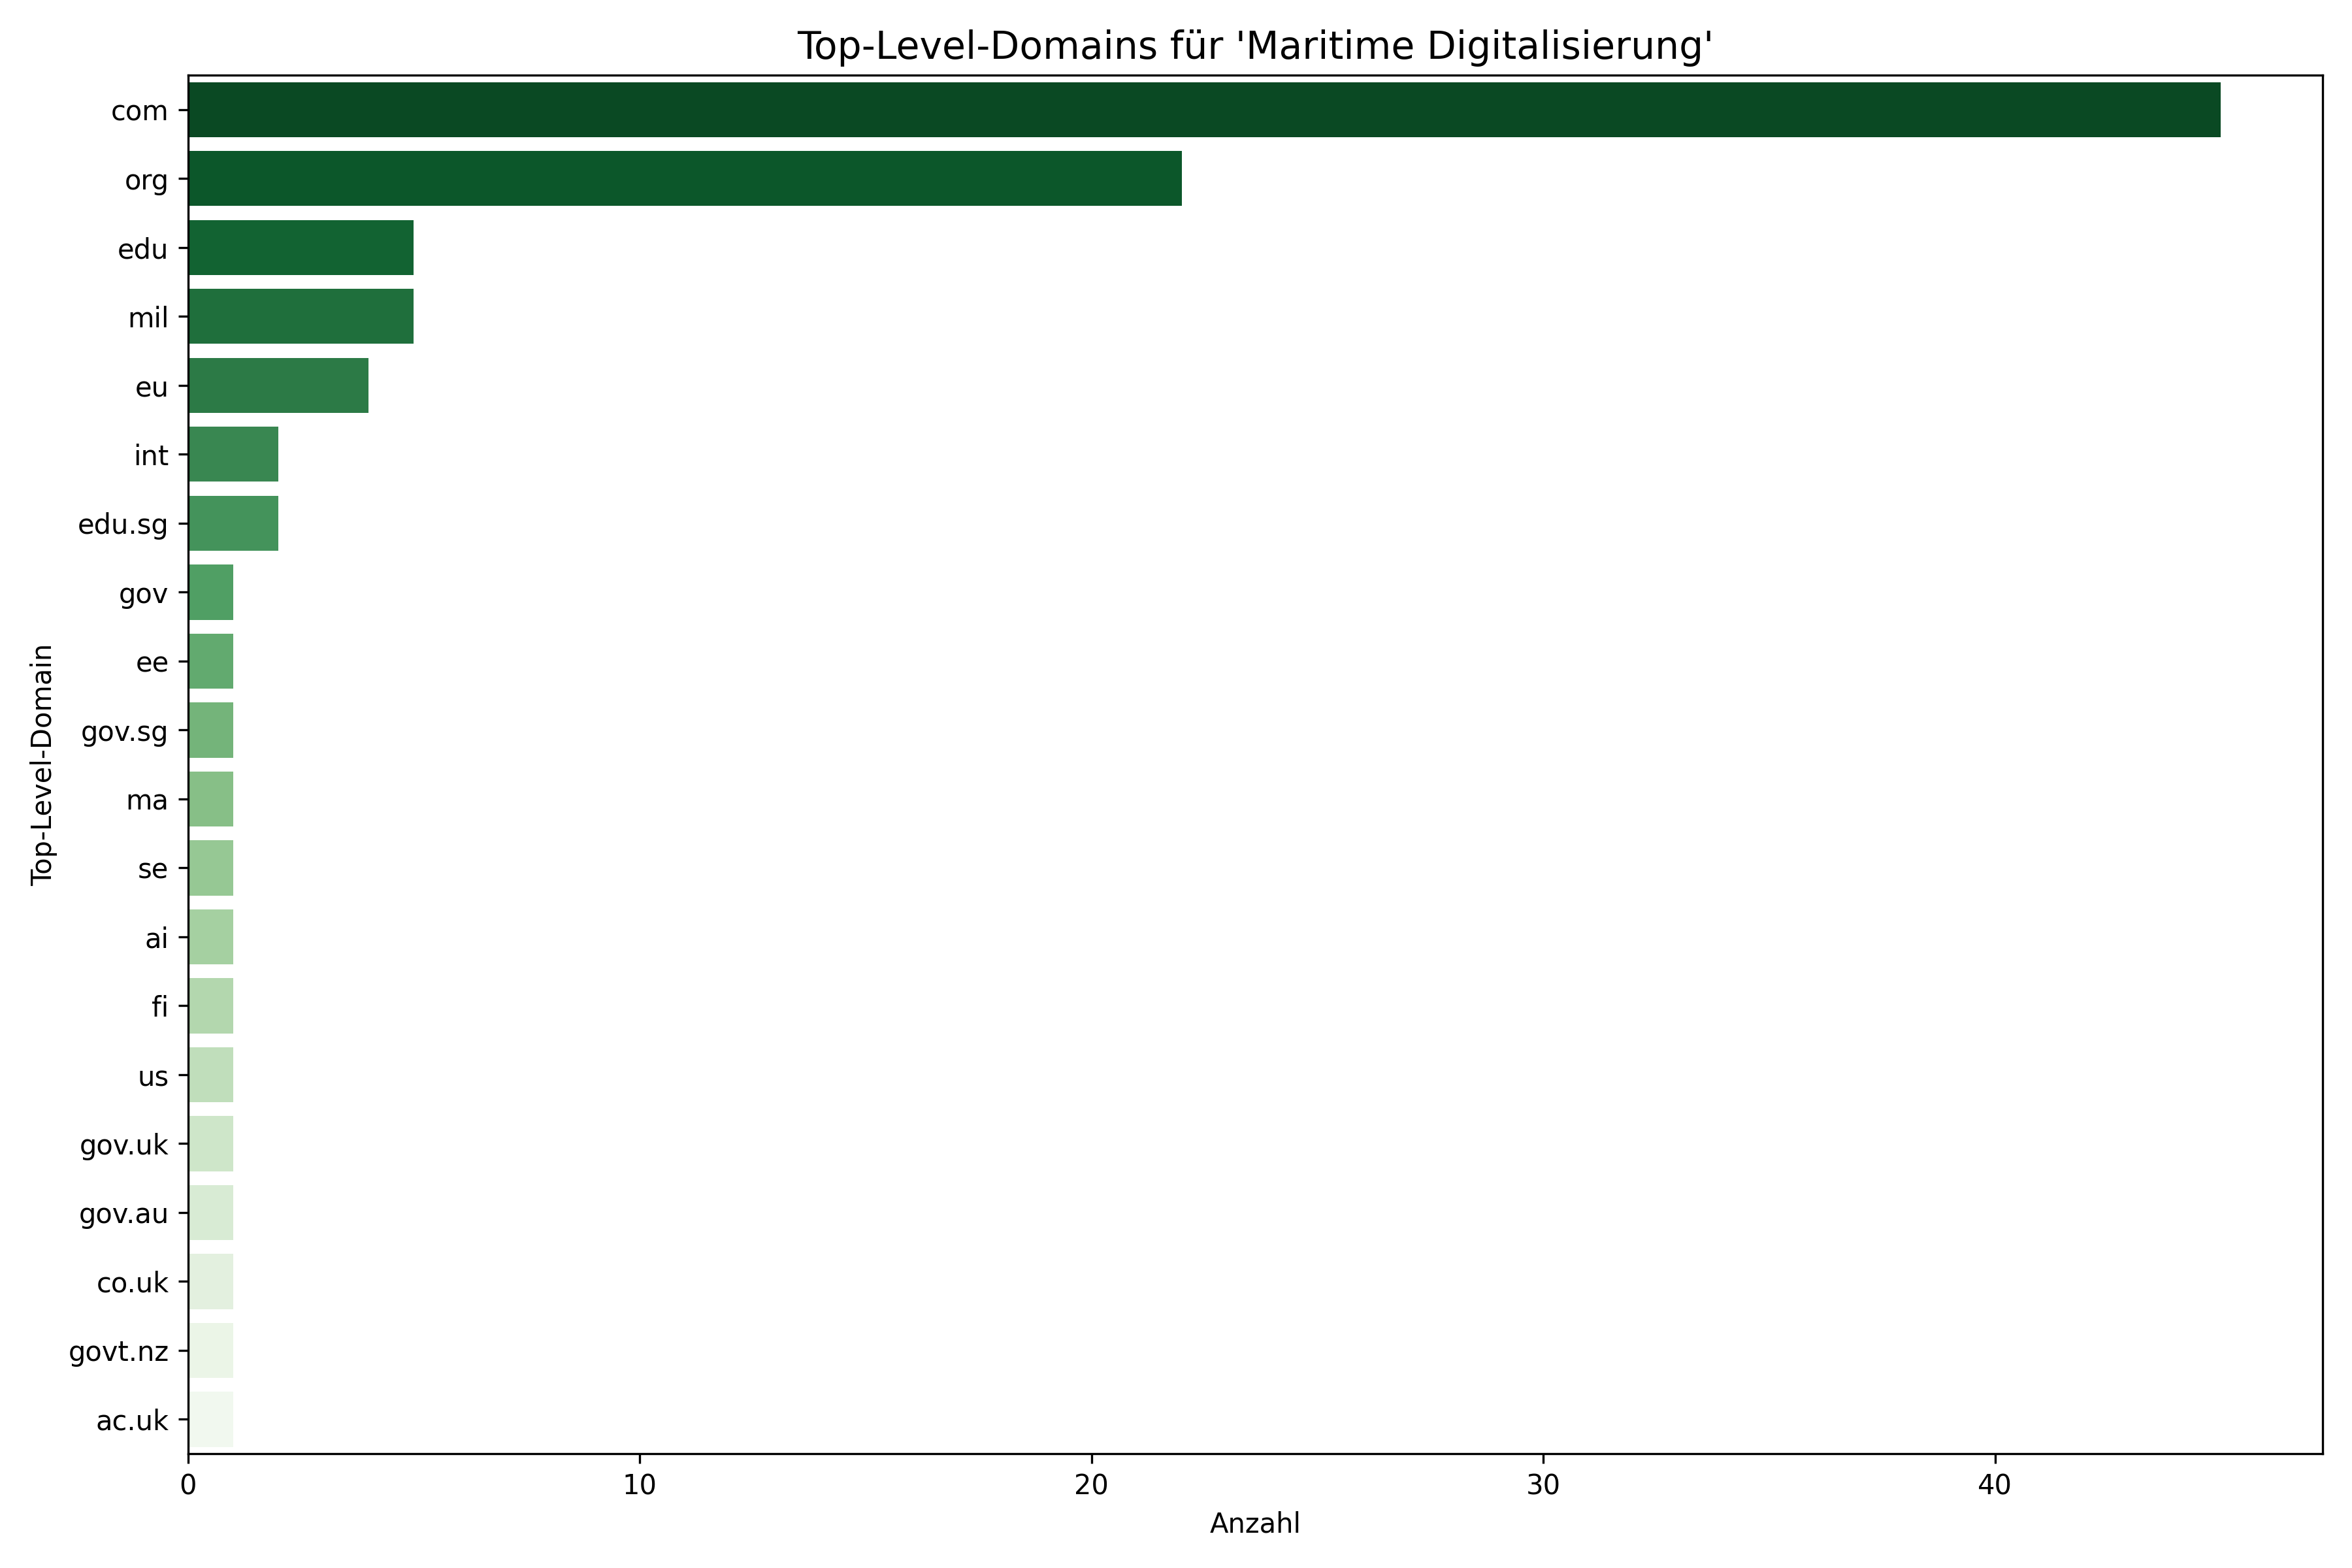 Top-Level-Domains für 'Maritime Digitalisierung'
com
org
edu
mil
eu
int
edu.sg
gov
ee
gov.sg
ma
se
ai
fi
us
gov.uk
gov.au
co.uk
govt.nz
ac.uk
Top-Level-Domain
0 10 20 30 40
Anzahl